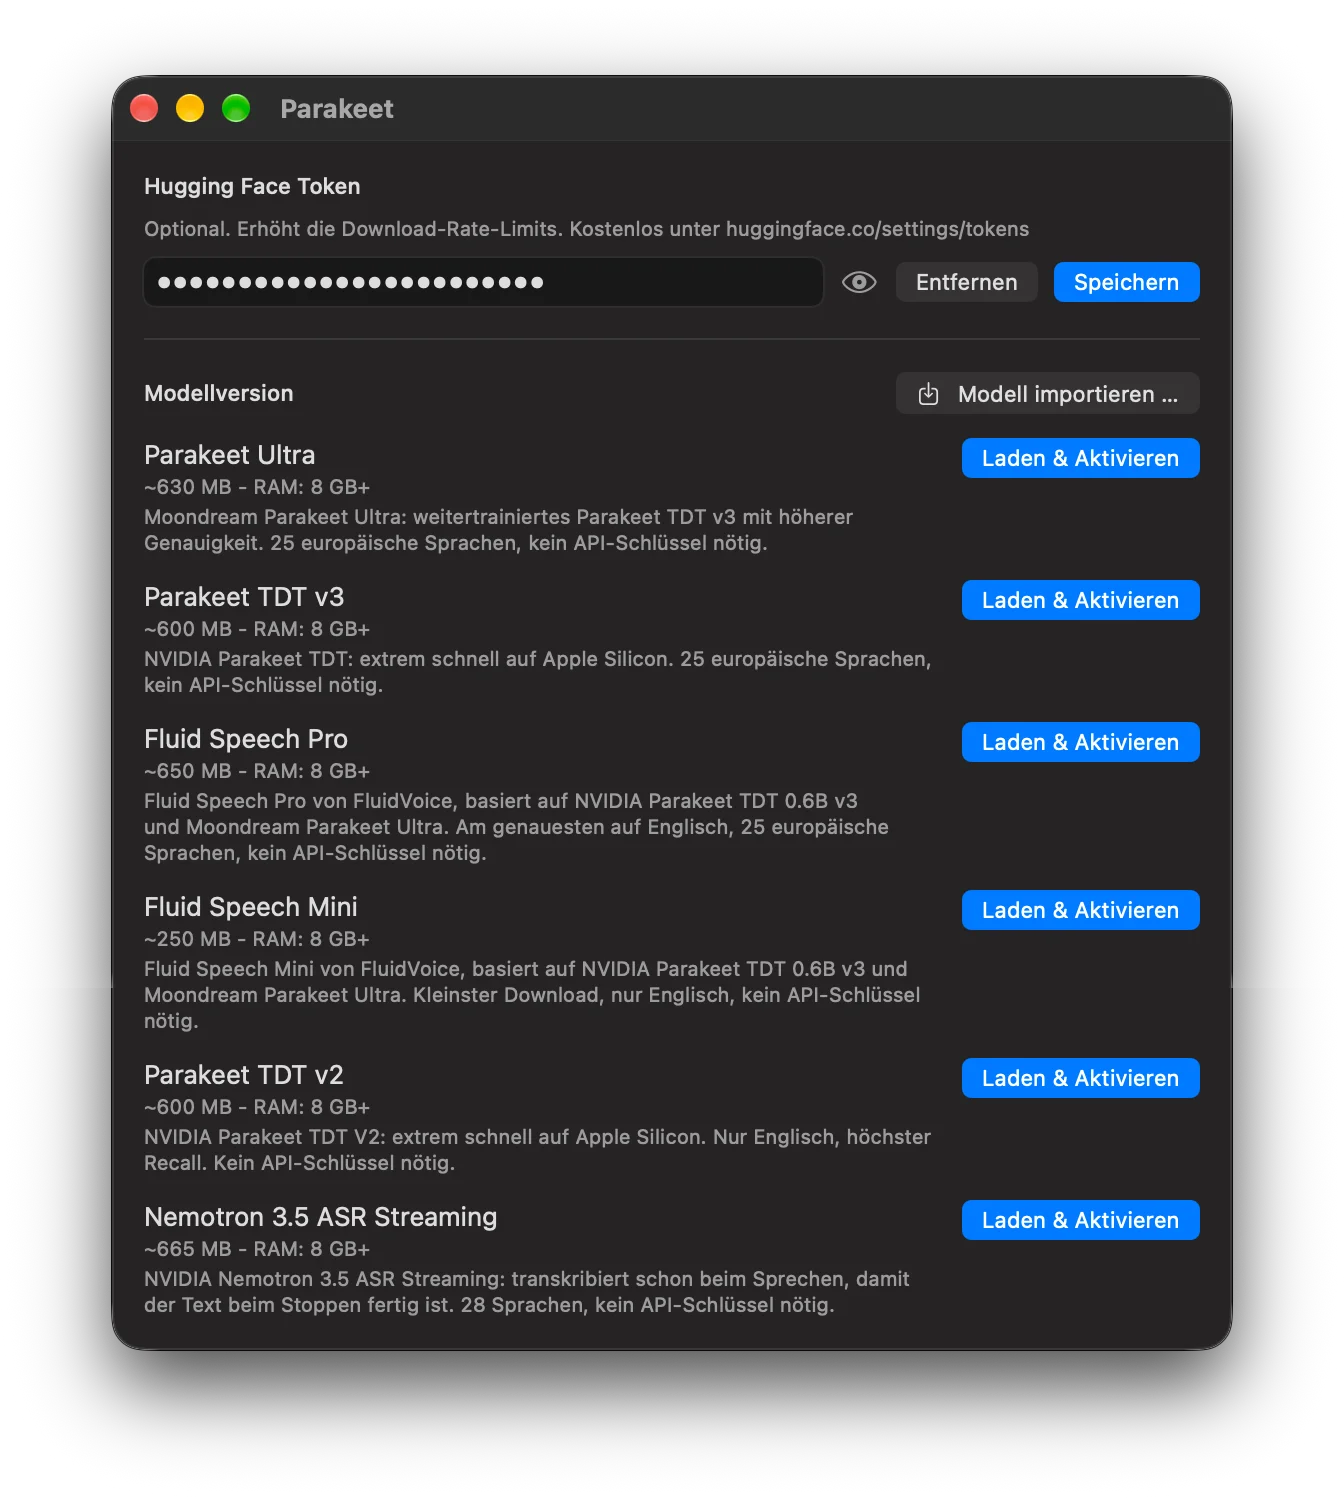 Parakeet
Hugging Face Token
Optional. Erhöht die Download-Rate-Limits. Kostenlos unter huggingface.co/settings/tokens
●●●●●●●●●●●●●●●●●●●●●●●● Entfernen Speichern
Modellversion Modell importieren ...
Parakeet Ultra Laden & Aktivieren
~630 MB - RAM: 8 GB+
Moondream Parakeet Ultra: weitertrainiertes Parakeet TDT v3 mit höherer
Genauigkeit. 25 europäische Sprachen, kein API-Schlüssel nötig.
Parakeet TDT v3 Laden & Aktivieren
~600 MB - RAM: 8 GB+
NVIDIA Parakeet TDT: extrem schnell auf Apple Silicon. 25 europäische Sprachen,
kein API-Schlüssel nötig.
Fluid Speech Pro Laden & Aktivieren
~650 MB - RAM: 8 GB+
Fluid Speech Pro von FluidVoice, basiert auf NVIDIA Parakeet TDT 0.6B v3
und Moondream Parakeet Ultra. Am genauesten auf Englisch, 25 europäische
Sprachen, kein API-Schlüssel nötig.
Fluid Speech Mini Laden & Aktivieren
~250 MB - RAM: 8 GB+
Fluid Speech Mini von FluidVoice, basiert auf NVIDIA Parakeet TDT 0.6B v3 und
Moondream Parakeet Ultra. Kleinster Download, nur Englisch, kein API-Schlüssel
nötig.
Parakeet TDT v2 Laden & Aktivieren
~600 MB - RAM: 8 GB+
NVIDIA Parakeet TDT V2: extrem schnell auf Apple Silicon. Nur Englisch, höchster
Recall. Kein API-Schlüssel nötig.
Nemotron 3.5 ASR Streaming Laden & Aktivieren
~665 MB - RAM: 8 GB+
NVIDIA Nemotron 3.5 ASR Streaming: transkribiert schon beim Sprechen, damit
der Text beim Stoppen fertig ist. 28 Sprachen, kein API-Schlüssel nötig.